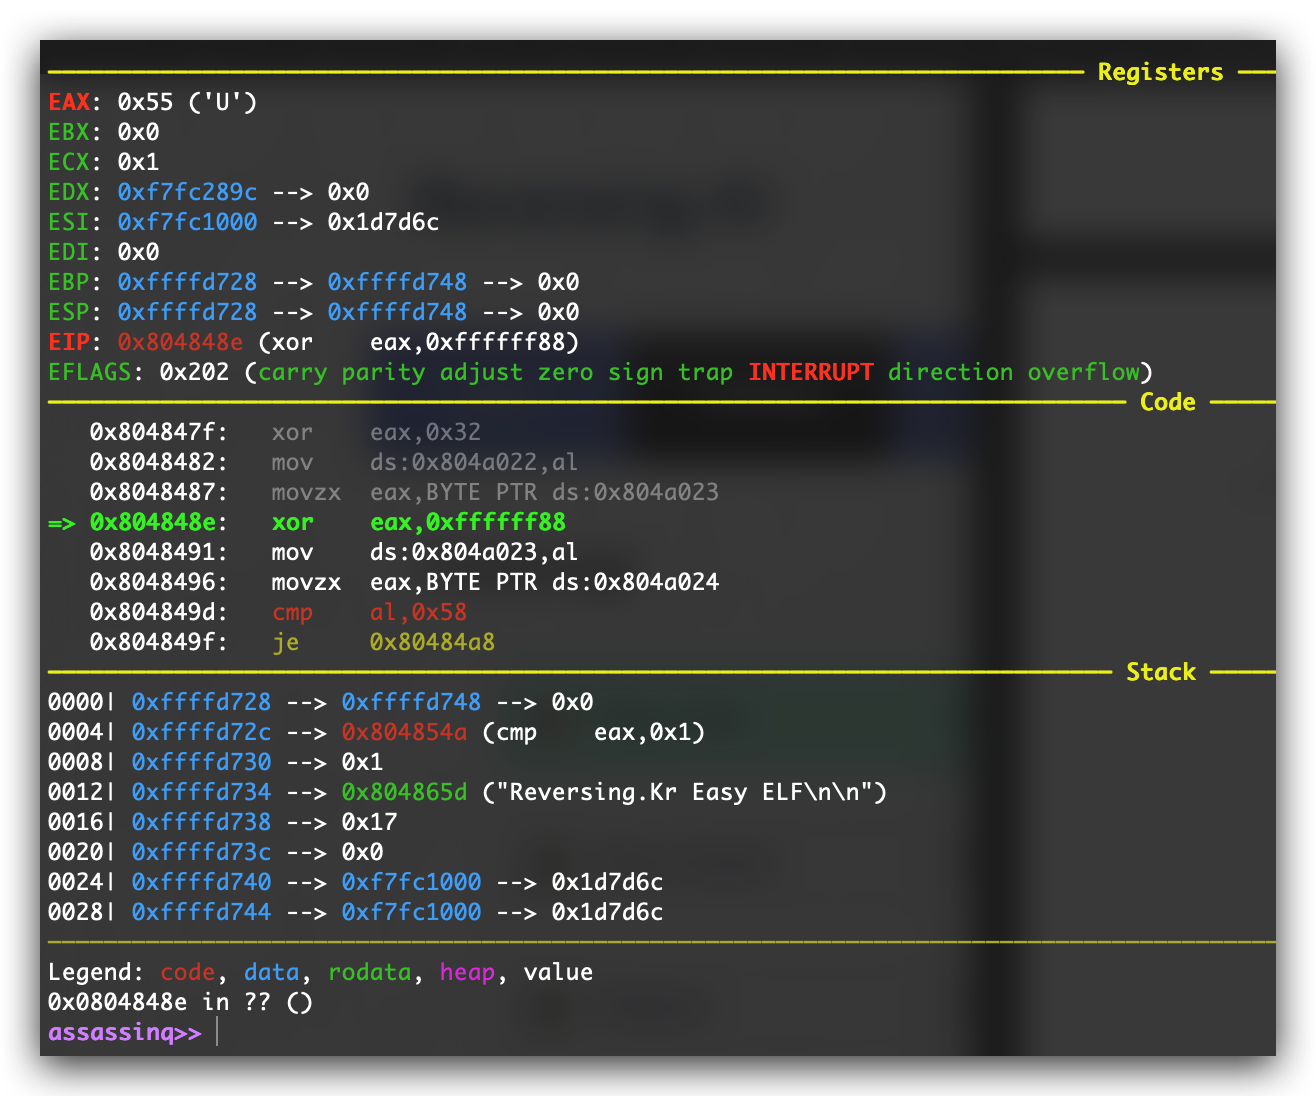 Registers
EAX: 0x55 ('U')
EBX: 0x0
ECX: 0x1
EDX: 0xf7fc289c --> 0x0
ESI: 0xf7fc1000 --> 0x1d7d6c
EDI: 0x0
EBP: 0xffffd728 --> 0xffffd748 --> 0x0
ESP: 0xffffd728 --> 0xffffd748 --> 0x0
EIP: 0x804848e (xor    eax,0xffffff88)
EFLAGS: 0x202 (carry parity adjust zero sign trap INTERRUPT direction overflow)
Code
   0x804847f:   xor    eax,0x32
   0x8048482:   mov    ds:0x804a022,al
   0x8048487:   movzx  eax,BYTE PTR ds:0x804a023
=> 0x804848e:   xor    eax,0xffffff88
   0x8048491:   mov    ds:0x804a023,al
   0x8048496:   movzx  eax,BYTE PTR ds:0x804a024
   0x804849d:   cmp    al,0x58
   0x804849f:   je     0x80484a8
Stack
0000| 0xffffd728 --> 0xffffd748 --> 0x0
0004| 0xffffd72c --> 0x804854a (cmp    eax,0x1)
0008| 0xffffd730 --> 0x1
0012| 0xffffd734 --> 0x804865d ("Reversing.Kr Easy ELF\n\n")
0016| 0xffffd738 --> 0x17
0020| 0xffffd73c --> 0x0
0024| 0xffffd740 --> 0xf7fc1000 --> 0x1d7d6c
0028| 0xffffd744 --> 0xf7fc1000 --> 0x1d7d6c
Legend: code, data, rodata, heap, value
0x0804848e in ?? ()
assassinq>>